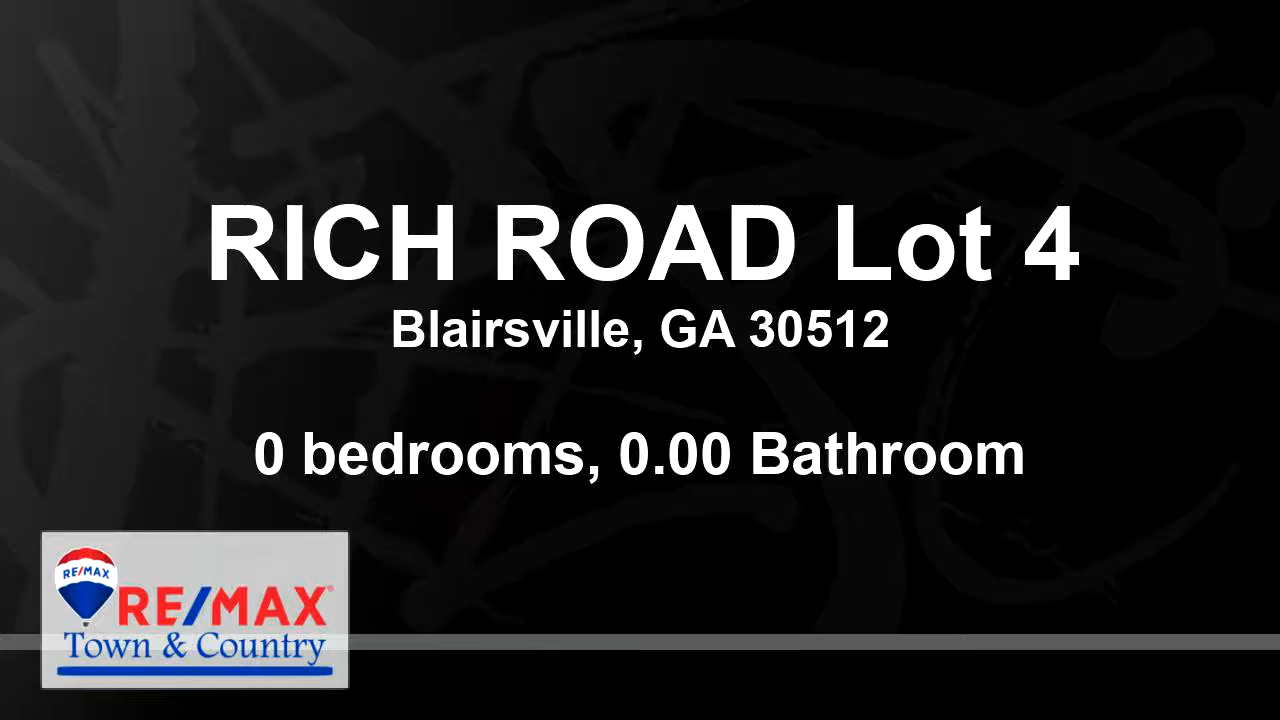 RICH ROAD Lot 4
Blairsville, GA 30512
0 bedrooms, 0.00 Bathroom
RE/MAX
RE/MAX®
Town & Country